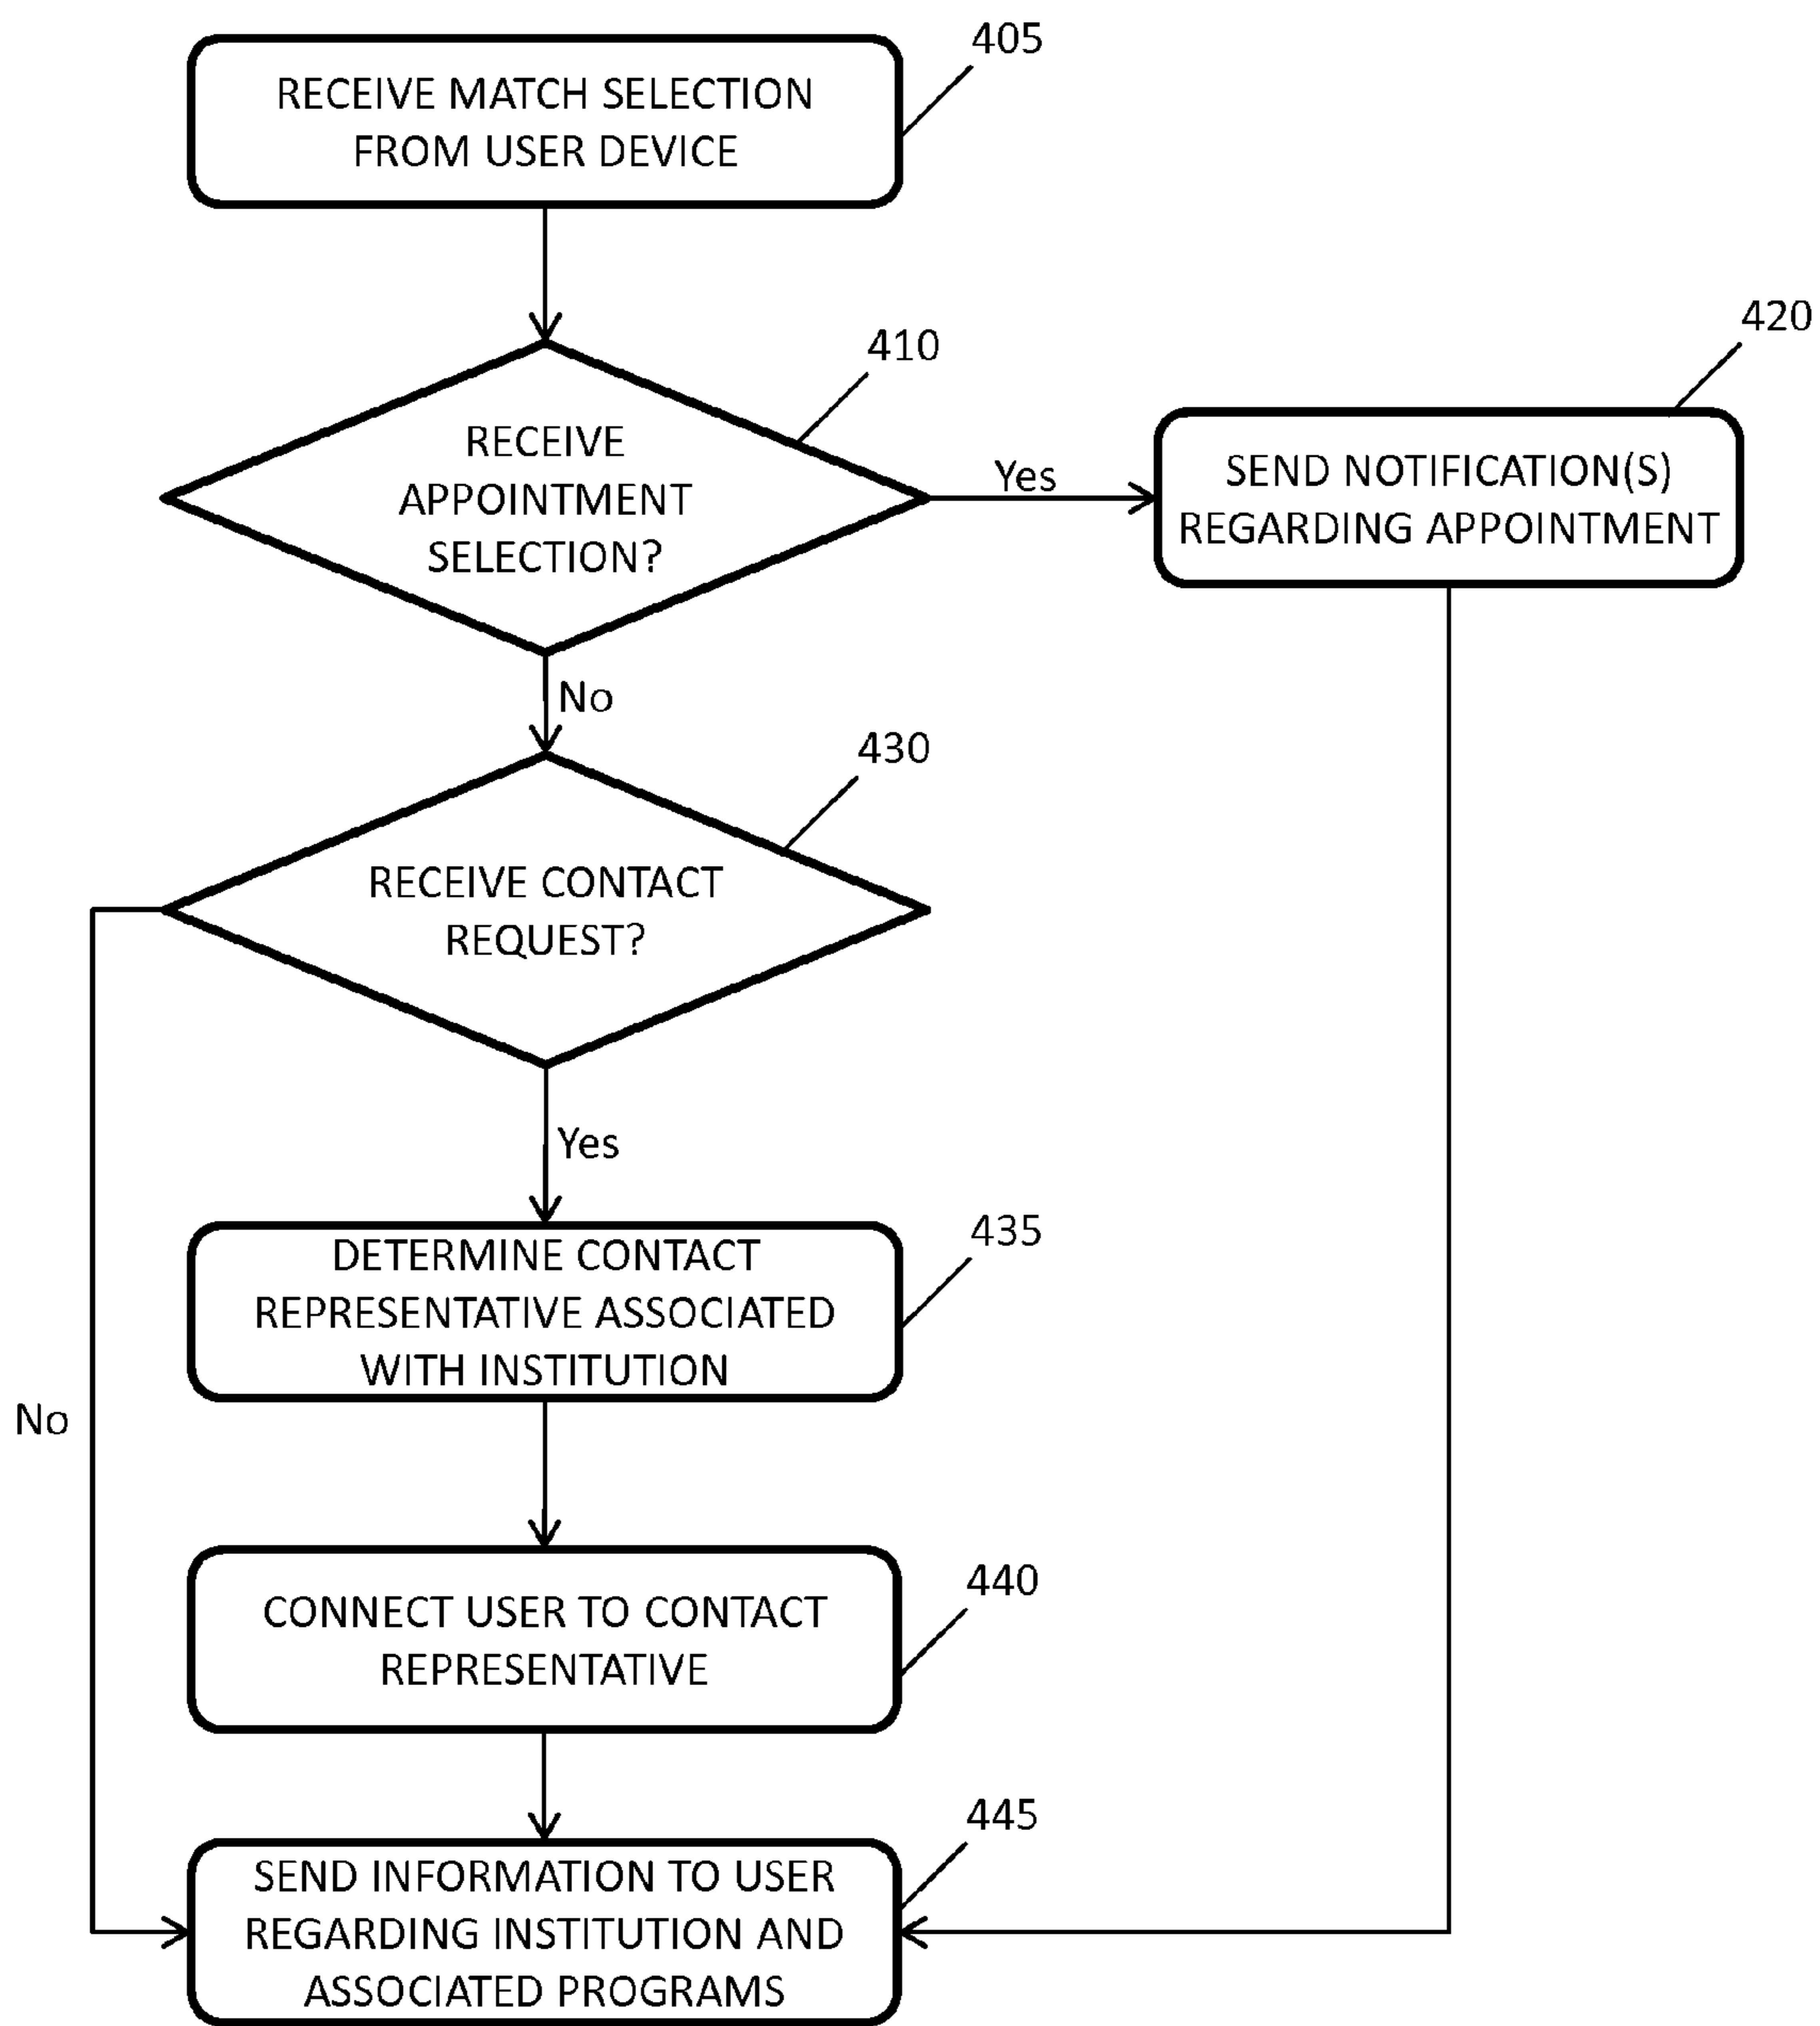 405
RECEIVE MATCH SELECTION
FROM USER DEVICE
410
RECEIVE
APPOINTMENT
SELECTION?
Yes
420
SEND NOTIFICATION(S)
REGARDING APPOINTMENT
No
430
RECEIVE CONTACT
REQUEST?
Yes
435
DETERMINE CONTACT
REPRESENTATIVE ASSOCIATED
WITH INSTITUTION
No
440
CONNECT USER TO CONTACT
REPRESENTATIVE
445
SEND INFORMATION TO USER
REGARDING INSTITUTION AND
ASSOCIATED PROGRAMS